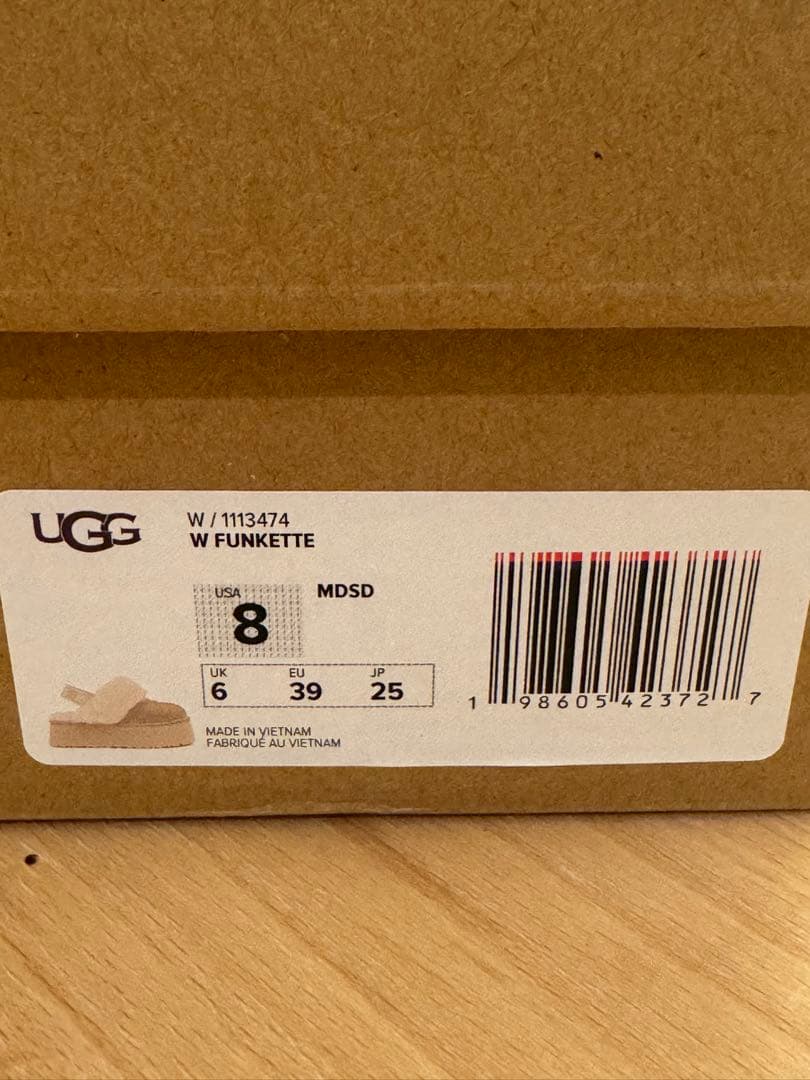 UGG
W / 1113474
W FUNKETTE
USA
8
MDSD
UK EU JP
6 39 25
MADE IN VIETNAM
FABRIQUÉ AU VIETNAM
1 98605 42372 7